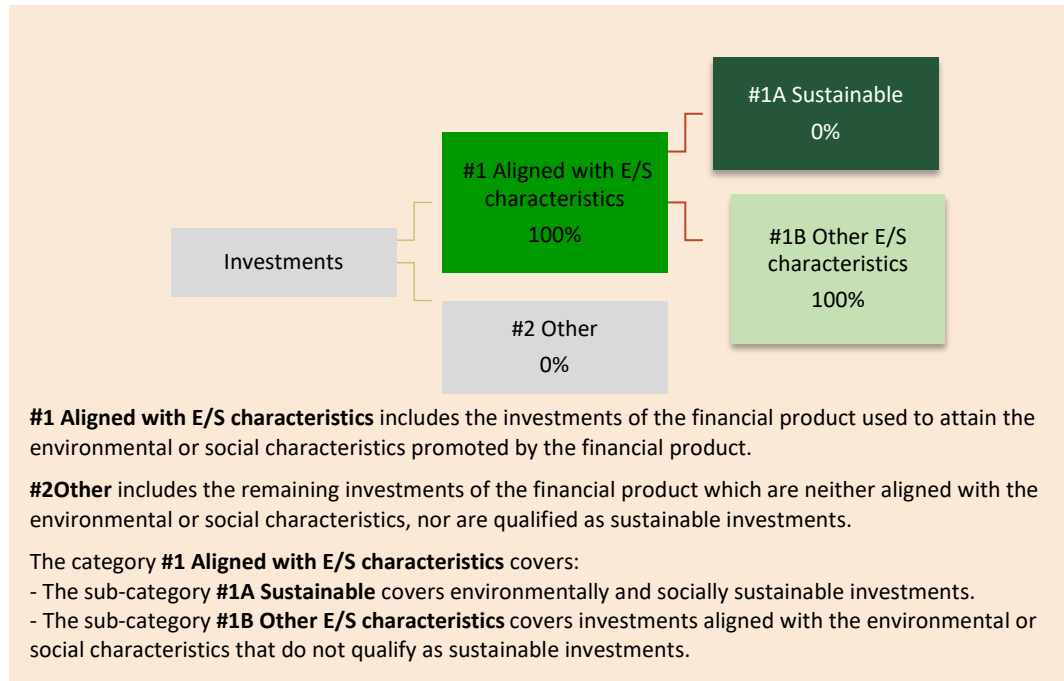 #1A Sustainable
0%
#1 Aligned with E/S
characteristics
100%
#1B Other E/S
characteristics
100%
Investments
#2 Other
0%
#1 Aligned with E/S characteristics includes the investments of the financial product used to attain the
environmental or social characteristics promoted by the financial product.
#2Other includes the remaining investments of the financial product which are neither aligned with the
environmental or social characteristics, nor are qualified as sustainable investments.
The category #1 Aligned with E/S characteristics covers:
- The sub-category #1A Sustainable covers environmentally and socially sustainable investments.
- The sub-category #1B Other E/S characteristics covers investments aligned with the environmental or
social characteristics that do not qualify as sustainable investments.